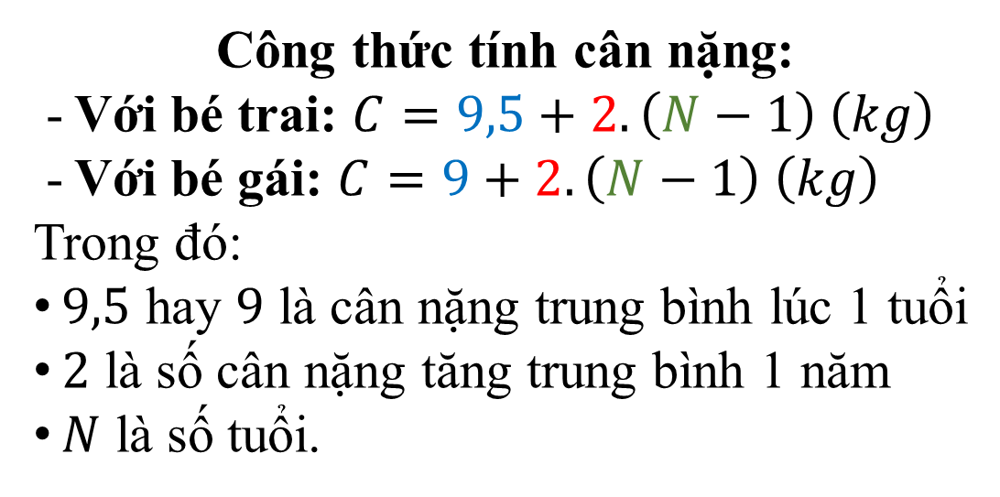 Công thức tính cân nặng:
- Với bé trai: C = 9,5 + 2. (N − 1) (kg)
- Với bé gái: C = 9 + 2. (N − 1) (kg)
Trong đó:
• 9,5 hay 9 là cân nặng trung bình lúc 1 tuổi
• 2 là số cân nặng tăng trung bình 1 năm
• N là số tuổi.